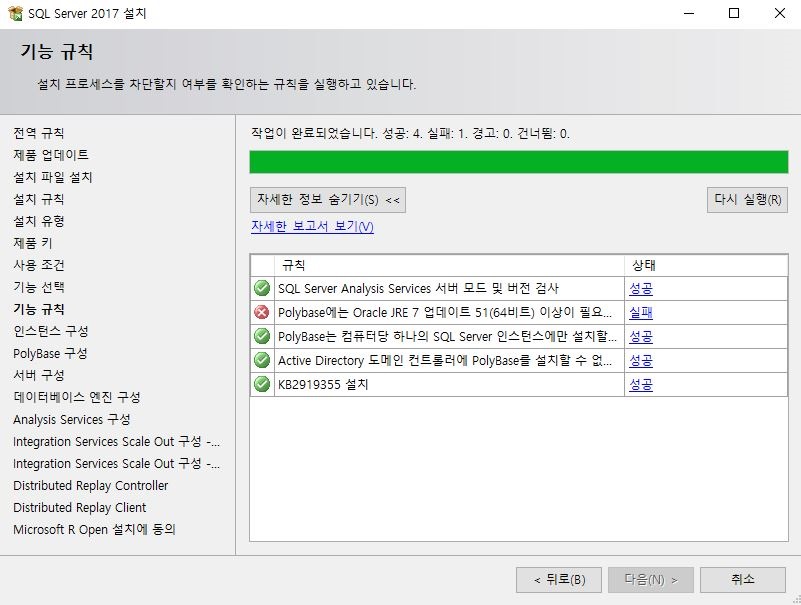 SQL Server 2017 설치
기능 규칙
설치 프로세스를 차단할지 여부를 확인하는 규칙을 실행하고 있습니다.
전역 규칙
제품 업데이트
설치 파일 설치
설치 규칙
설치 유형
제품 키
사용 조건
기능 선택
기능 규칙
인스턴스 구성
PolyBase 구성
서버 구성
데이터베이스 엔진 구성
Analysis Services 구성
Integration Services Scale Out 구성 -...
Integration Services Scale Out 구성 -...
Distributed Replay Controller
Distributed Replay Client
Microsoft R Open 설치에 동의
작업이 완료되었습니다. 성공: 4. 실패: 1. 경고: 0. 건너뜀: 0.
자세한 정보 숨기기(S) <<
다시 실행(R)
자세한 보고서 보기(V)
규칙 상태
SQL Server Analysis Services 서버 모드 및 버전 검사 성공
Polybase에는 Oracle JRE 7 업데이트 51(64비트) 이상이 필요... 실패
PolyBase는 컴퓨터당 하나의 SQL Server 인스턴스에만 설치할... 성공
Active Directory 도메인 컨트롤러에 PolyBase를 설치할 수 없... 성공
KB2919355 설치 성공
< 뒤로(B) 다음(N) > 취소